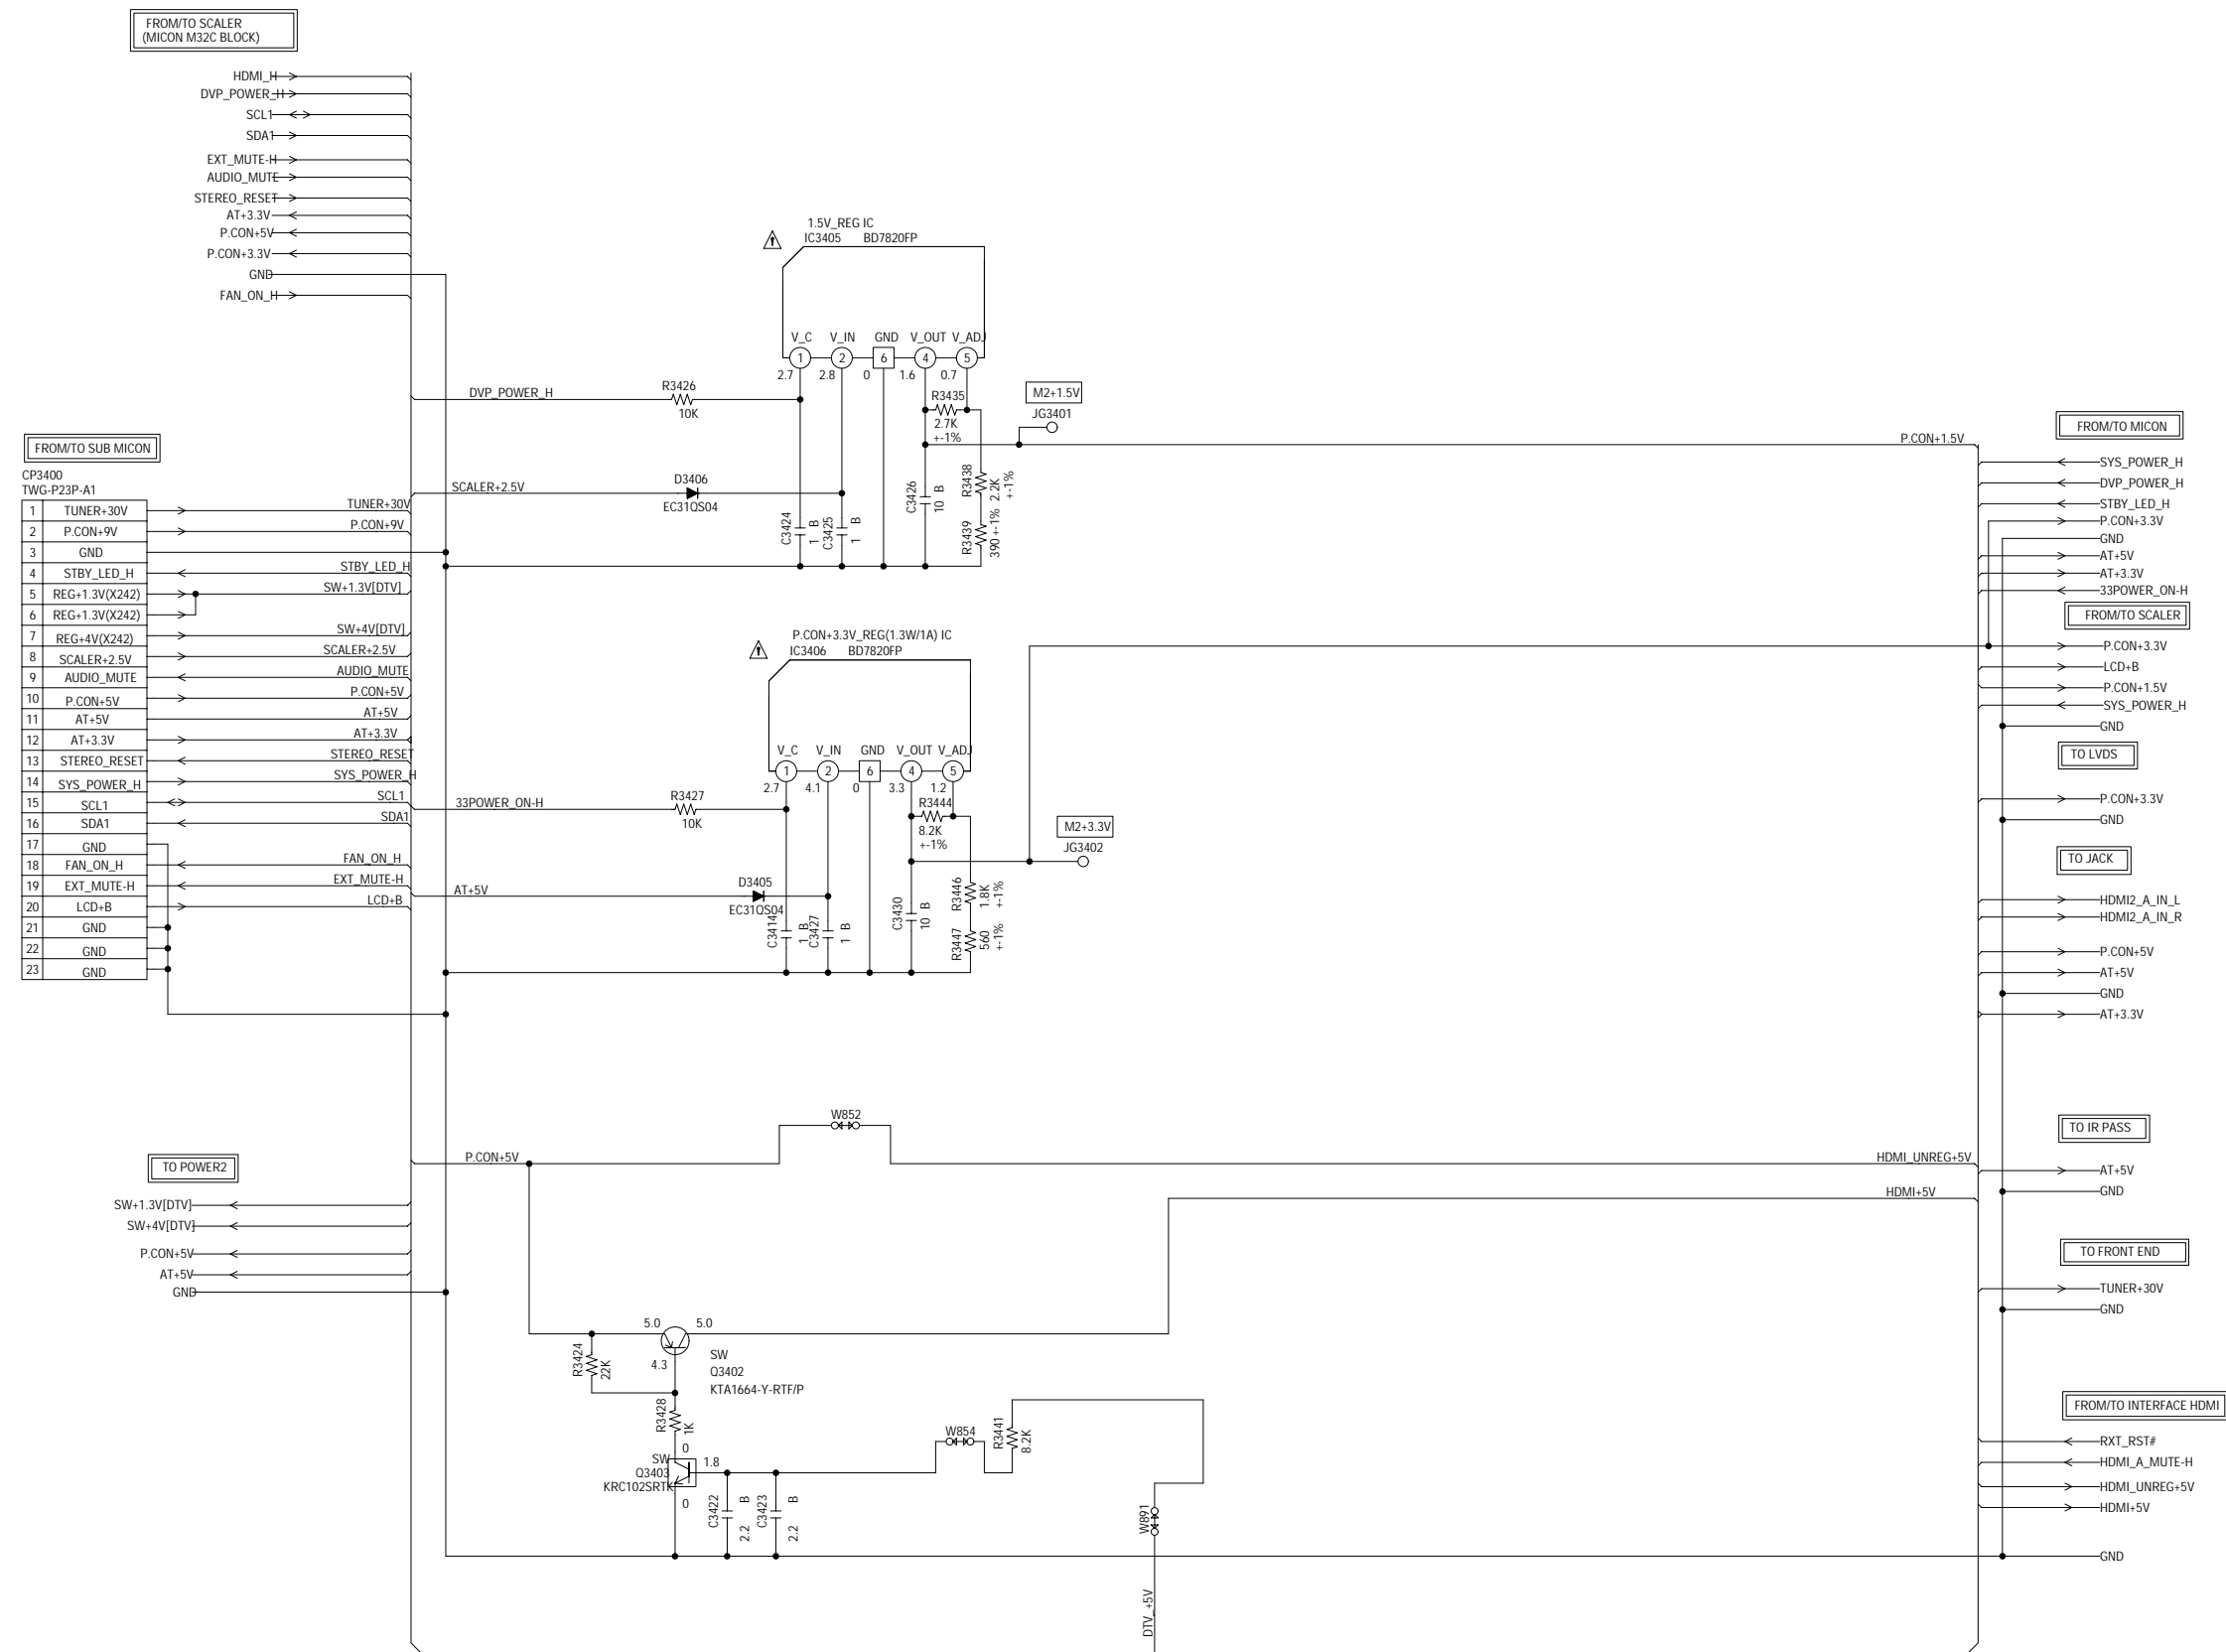 FROM/TO SCALER
(MICON M32C BLOCK)
HDMI_H
DVP_POWER_H
SCL1
SDA1
EXT_MUTE-H
AUDIO_MUTE
STEREO_RESET
AT+3.3V
P.CON+5V
P.CON+3.3V
GND
FAN_ON_H
1.5V_REG IC
IC3405 BD7820FP
V_C V_IN GND V_OUT V_ADJ
1 2 6 4 5
2.7 2.8 0 1.6 0.7
DVP_POWER_H
R3426
10K
R3435
2.7K
+-1%
M2+1.5V
JG3401
P.CON+1.5V
SCALER+2.5V
D3406
EC31QS04
C3424
1 B
C3425
1 B
C3426
10 B
R3438
2.2K
+-1%
R3439
390+-1%
FROM/TO SUB MICON
CP3400
TWG-P23P-A1
1 TUNER+30V TUNER+30V
2 P.CON+9V P.CON+9V
3 GND
4 STBY_LED_H STBY_LED_H
5 REG+1.3V(X242) SW+1.3V[DTV]
6 REG+1.3V(X242)
7 REG+4V(X242) SW+4V[DTV]
8 SCALER+2.5V SCALER+2.5V
9 AUDIO_MUTE AUDIO_MUTE
10 P.CON+5V P.CON+5V
11 AT+5V AT+5V
12 AT+3.3V AT+3.3V
13 STEREO_RESET STEREO_RESET
14 SYS_POWER_H SYS_POWER_H
15 SCL1 SCL1
16 SDA1 SDA1
17 GND
18 FAN_ON_H FAN_ON_H
19 EXT_MUTE-H EXT_MUTE-H
20 LCD+B LCD+B
21 GND
22 GND
23 GND
P.CON+3.3V_REG(1.3W/1A) IC
IC3406 BD7820FP
V_C V_IN GND V_OUT V_ADJ
1 2 6 4 5
2.7 4.1 0 3.3 1.2
33POWER_ON-H
R3427
10K
R3444
8.2K
+-1%
M2+3.3V
JG3402
AT+5V
D3405
EC31QS04
C3414
1 B
C3427
1 B
C3430
10 B
R3446
1.8K
+-1%
R3447
560
+-1%
FROM/TO MICON
SYS_POWER_H
DVP_POWER_H
STBY_LED_H
P.CON+3.3V
GND
AT+5V
AT+3.3V
33POWER_ON-H
FROM/TO SCALER
P.CON+3.3V
LCD+B
P.CON+1.5V
SYS_POWER_H
GND
TO LVDS
P.CON+3.3V
GND
TO JACK
HDMI2_A_IN_L
HDMI2_A_IN_R
P.CON+5V
AT+5V
GND
AT+3.3V
TO IR PASS
AT+5V
GND
TO FRONT END
TUNER+30V
GND
FROM/TO INTERFACE HDMI
RXT_RST#
HDMI_A_MUTE-H
HDMI_UNREG+5V
HDMI+5V
GND
TO POWER2
SW+1.3V[DTV]
SW+4V[DTV]
P.CON+5V
AT+5V
GND
P.CON+5V
W852
HDMI_UNREG+5V
HDMI+5V
5.0 5.0
4.3
R3424
22K
SW
Q3402
KTA1664-Y-RTF/P
R3428
1K
0
SW
Q3403
KRC102SRTK
1.8
0
C3422
2.2 B
C3423
2.2 B
W854
R3441
8.2K
W891
DTV_+5V